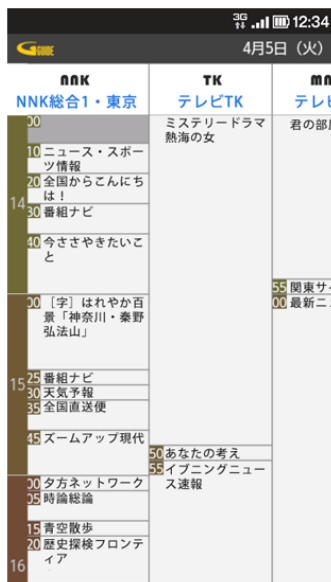 3G 12:34
G GUIDE 4月5日（火）
NNK TK
NNK総合1・東京 テレビTK テレビ
14
00
10 ニュース・スポー
ツ情報
20 全国からこんにち
は！
30 番組ナビ
40 今ささやきたいこ
と
15
00 ［字］はれやか百
景「神奈川・秦野
弘法山」
25 番組ナビ
30 天気予報
35 全国直送便
45 ズームアップ現代
16
00 夕方ネットワーク
05 時論総論
15 青空散歩
20 歴史探検フロンテ
ィア
ミステリードラマ
熱海の女
50 あなたの考え
55 イブニングニュー
ス速報
君の部
55 関東サ
00 最新ニ